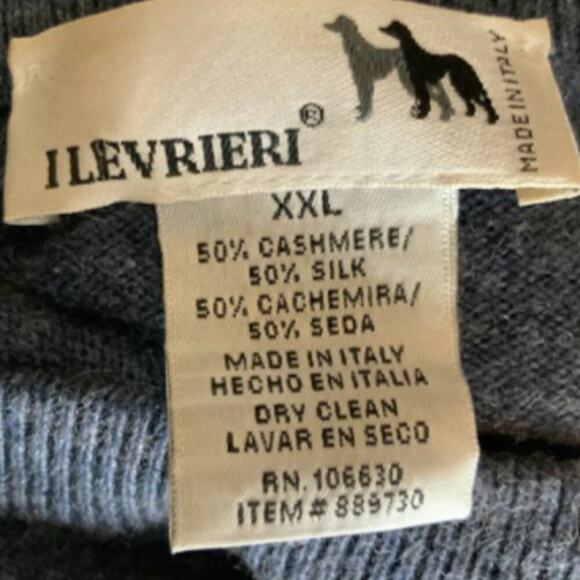 I LEVRIERI®
MADE IN ITALY
XXL
50% CASHMERE/
50% SILK
50% CACHEMIRA/
50% SEDA
MADE IN ITALY
HECHO EN ITALIA
DRY CLEAN
LAVAR EN SECO
RN. 106630
ITEM # 889730